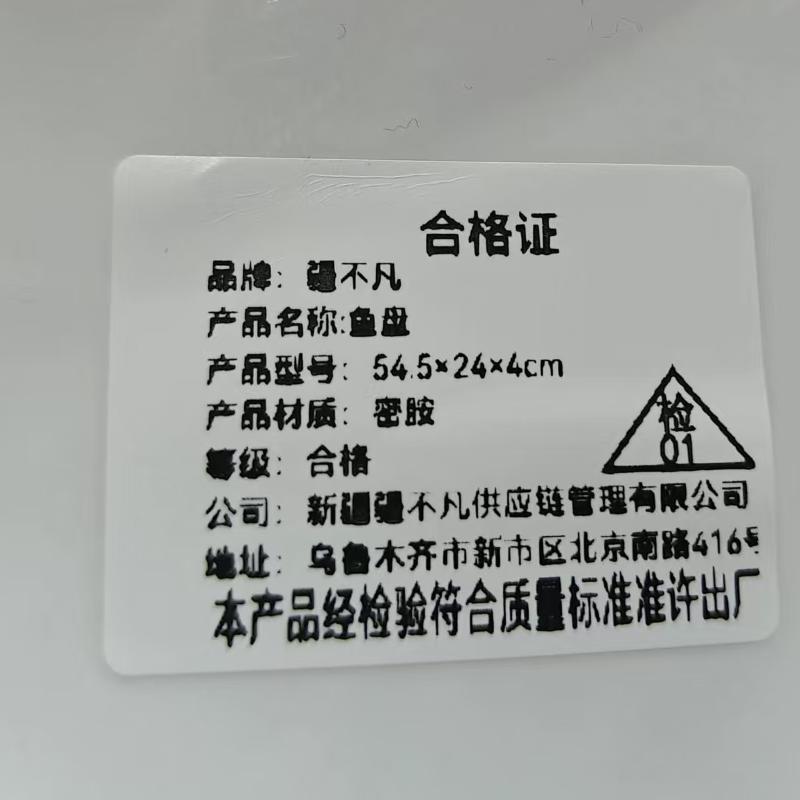 合格证
品牌：疆不凡
产品名称:鱼盘
产品型号：54.5×24×4cm
产品材质：密胺
等级：合格
检
01
公司：新疆疆不凡供应链管理有限公司
地址：乌鲁木齐市新市区北京南路416号
本产品经检验符合质量标准准许出厂